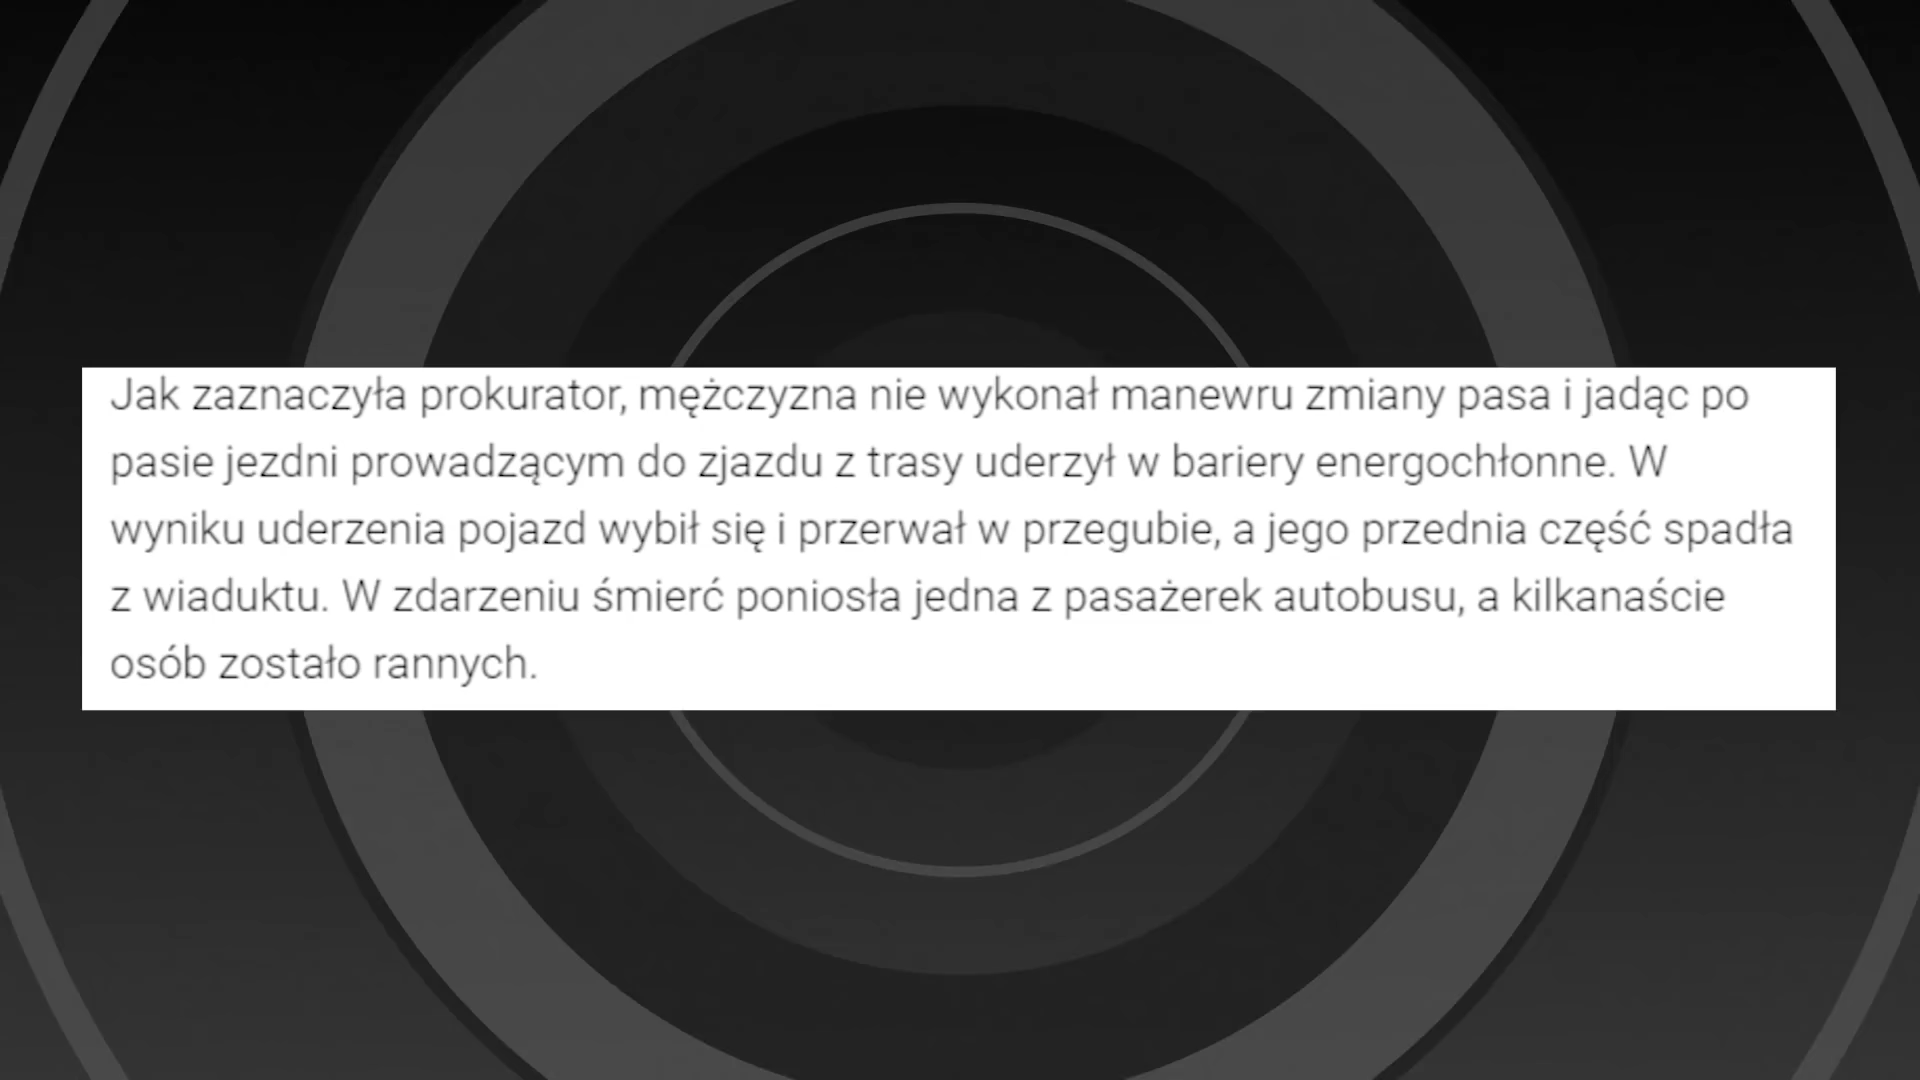 Jak zaznaczyła prokurator, mężczyzna nie wykonał manewru zmiany pasa i jadąc po
pasie jezdni prowadzącym do zjazdu z trasy uderzył w bariery energochłonne. W
wyniku uderzenia pojazd wybił się i przerwał w przegubie, a jego przednia część spadła
z wiaduktu. W zdarzeniu śmierć poniosła jedna z pasażerek autobusu, a kilkanaście
osób zostało rannych.